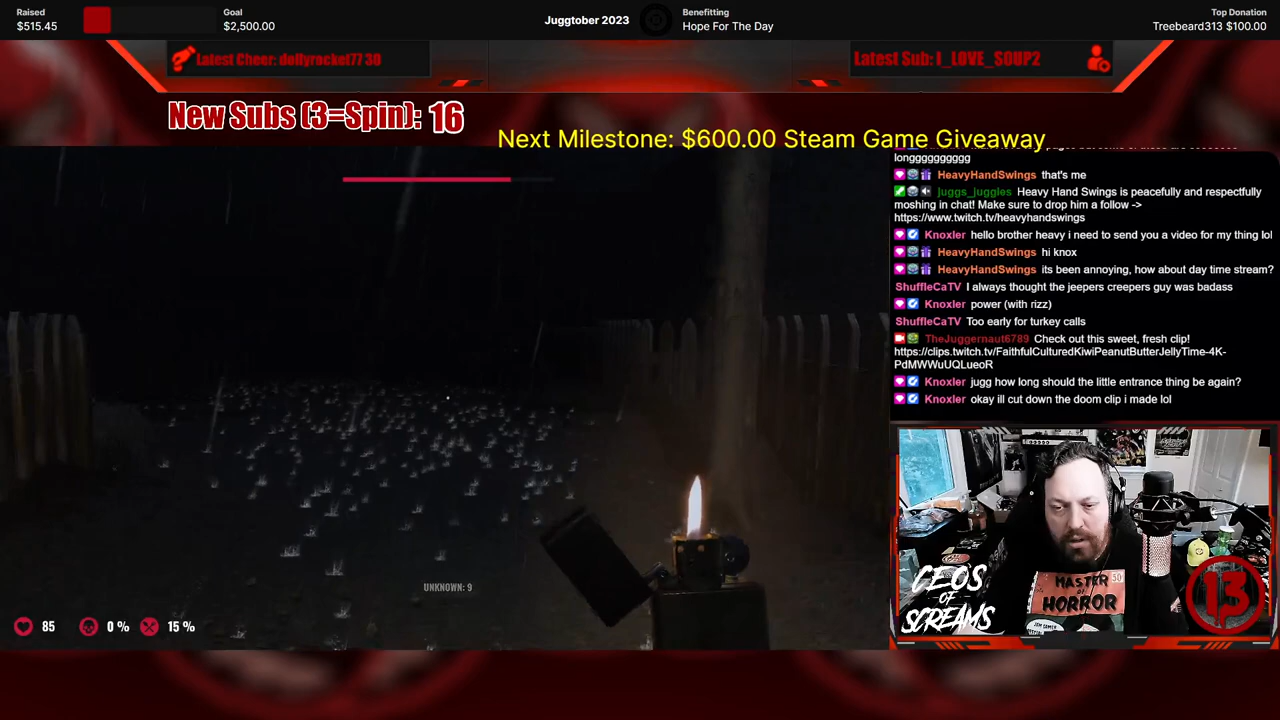 Raised
$515.45
Goal
$2,500.00
Juggtober 2023
Benefitting
Hope For The Day
Top Donation
Treebeard313 $100.00
Latest Cheer: dollyrocket77 30
Latest Sub: I_LOVE_SOUP2
New Subs (3=Spin): 16
Next Milestone: $600.00 Steam Game Giveaway
longggggggggg
HeavyHandSwings that's me
juggs_juggles Heavy Hand Swings is peacefully and respectfully
moshing in chat! Make sure to drop him a follow ->
https://www.twitch.tv/heavyhandswings
Knoxler hello brother heavy i need to send you a video for my thing lol
HeavyHandSwings hi knox
HeavyHandSwings its been annoying, how about day time stream?
ShuffleCaTV I always thought the jeepers creepers guy was badass
Knoxler power (with rizz)
ShuffleCaTV Too early for turkey calls
TheJuggernaut6789 Check out this sweet, fresh clip!
https://clips.twitch.tv/FaithfulCulturedKiwiPeanutButterJellyTime-4K-
PdMWWuUQLueoR
Knoxler jugg how long should the little entrance thing be again?
Knoxler okay ill cut down the doom clip i made lol
UNKNOWN: 9
85
0 %
15 %
CEOS
OF
SCREAMS
MASTER
OF
HORROR
13